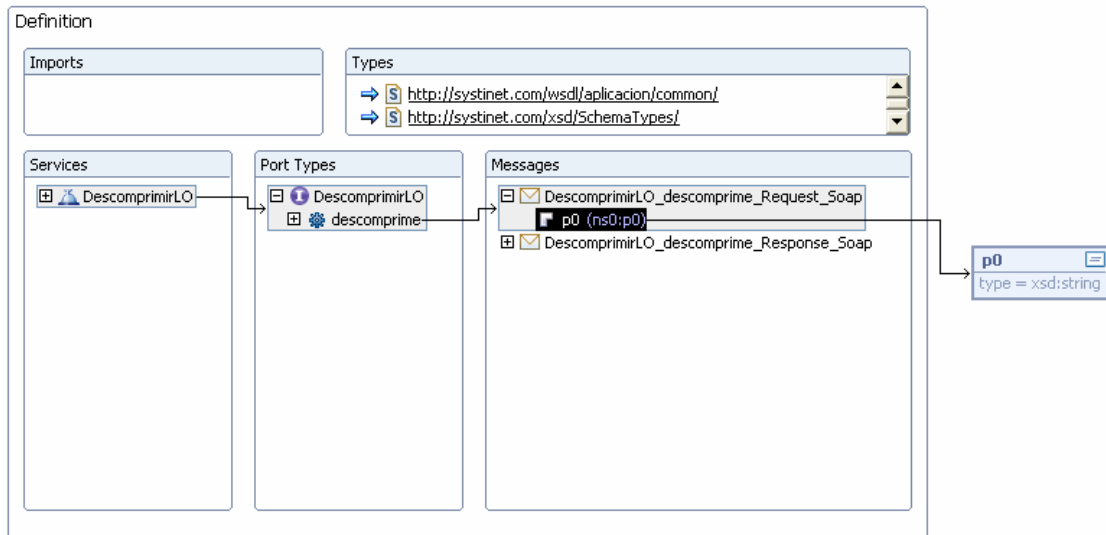 Definition
Imports
Types
http://systinet.com/wsdl/aplicacion/common/
http://systinet.com/xsd/SchemaTypes/
Services
DescomprimirLO
Port Types
DescomprimirLO
descomprime
Messages
DescomprimirLO_descomprime_Request_Soap
p0 (ns0:p0)
DescomprimirLO_descomprime_Response_Soap
p0
type = xsd:string